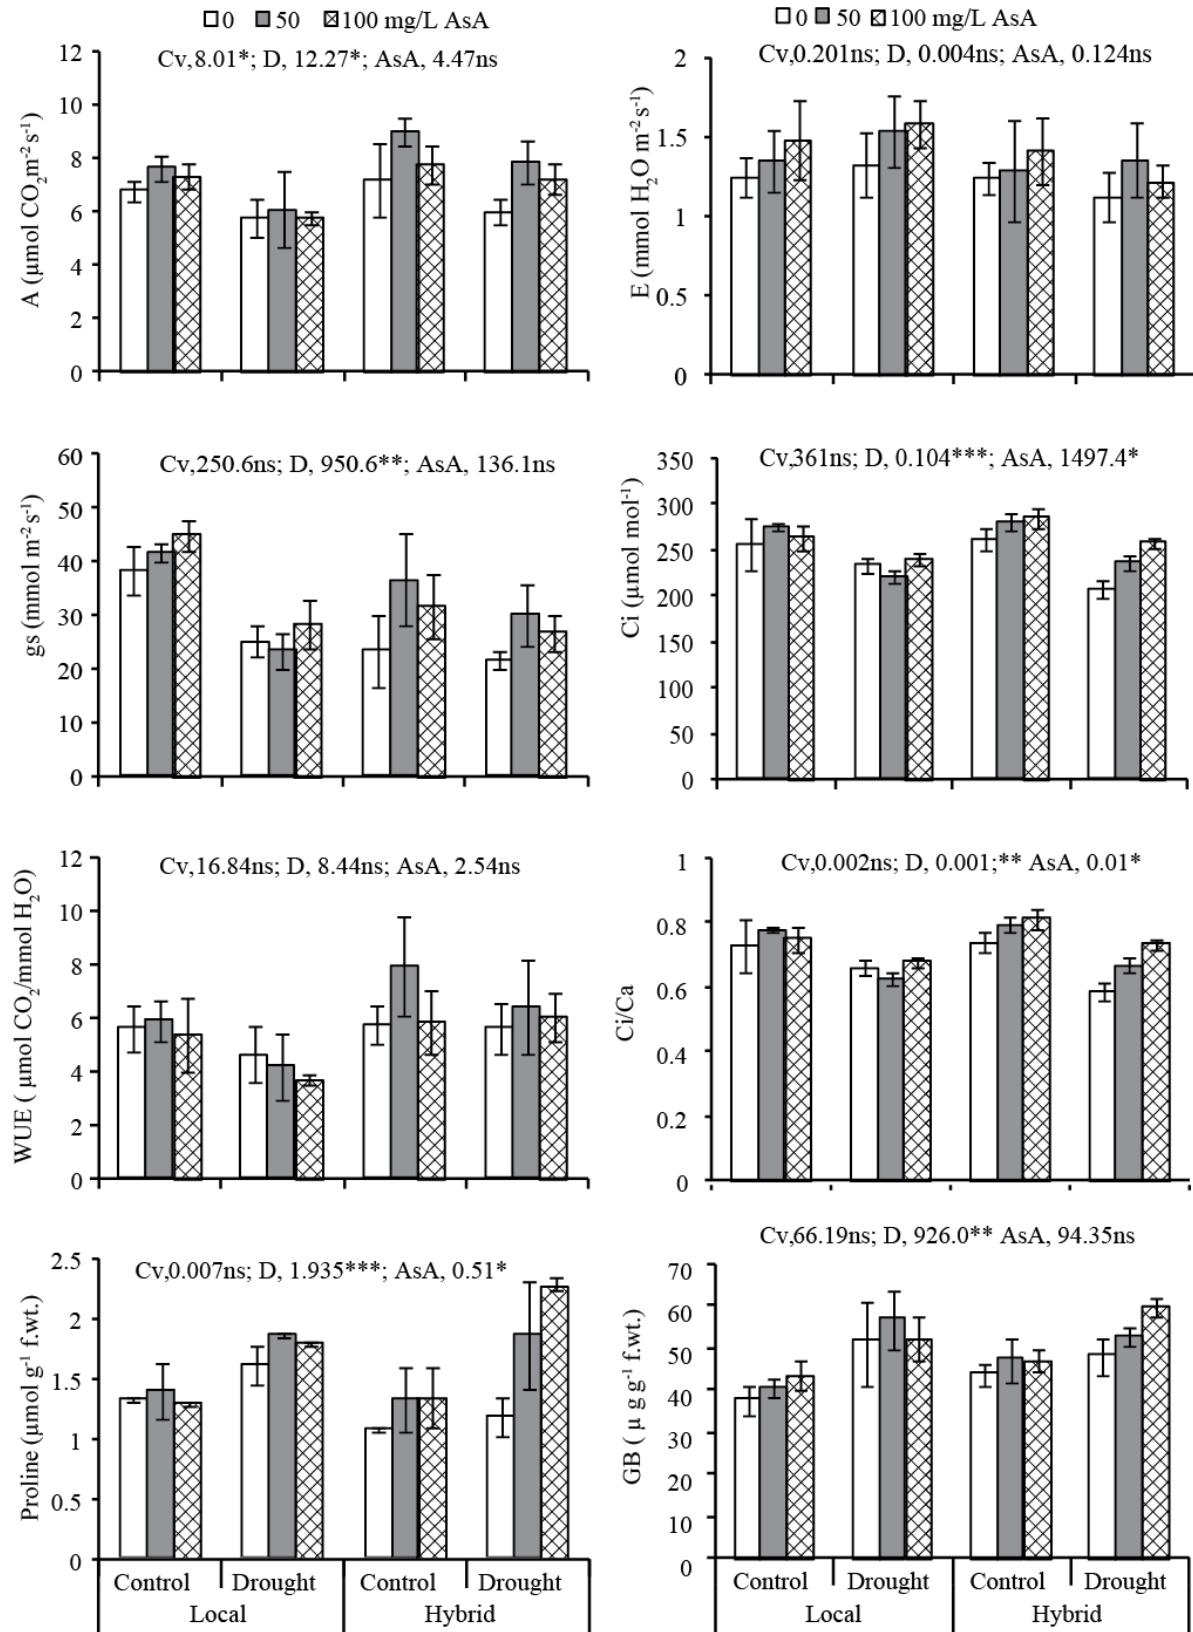 0 50 100 mg/L AsA
Cv,8.01*; D, 12.27*; AsA, 4.47ns
A (µmol CO₂m⁻² s⁻¹)
12
10
8
6
4
2
0
0 50 100 mg/L AsA
Cv,0.201ns; D, 0.004ns; AsA, 0.124ns
E (mmol H₂O m⁻² s⁻¹)
2
1.5
1
0.5
0
Cv,250.6ns; D, 950.6**; AsA, 136.1ns
gs (mmol m⁻² s⁻¹)
60
50
40
30
20
10
0
Cv,361ns; D, 0.104***; AsA, 1497.4*
Ci (µmol mol⁻¹)
350
300
250
200
150
100
50
0
Cv,16.84ns; D, 8.44ns; AsA, 2.54ns
WUE ( µmol CO₂/mmol H₂O)
12
10
8
6
4
2
0
Cv,0.002ns; D, 0.001;** AsA, 0.01*
Ci/Ca
1
0.8
0.6
0.4
0.2
0
Cv,0.007ns; D, 1.935***; AsA, 0.51*
Proline (µmol g⁻¹ f.wt.)
2.5
2
1.5
1
0.5
0
Control Drought Control Drought
Local Hybrid
Cv,66.19ns; D, 926.0** AsA, 94.35ns
GB ( µ g g⁻¹ f.wt.)
70
60
50
40
30
20
10
0
Control Drought Control Drought
Local Hybrid